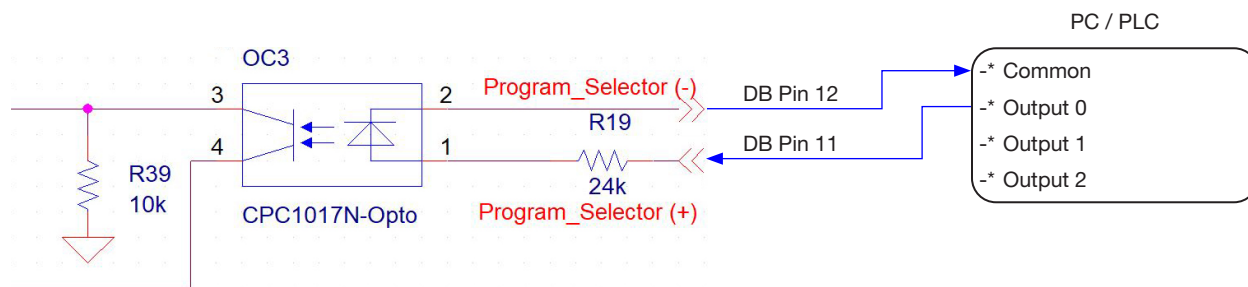 PC / PLC
OC3
3
2
Program_Selector (-)
DB Pin 12
-* Common
R19
-* Output 0
4
1
DB Pin 11
-* Output 1
R39
10k
24k
-* Output 2
CPC1017N-Opto
Program_Selector (+)